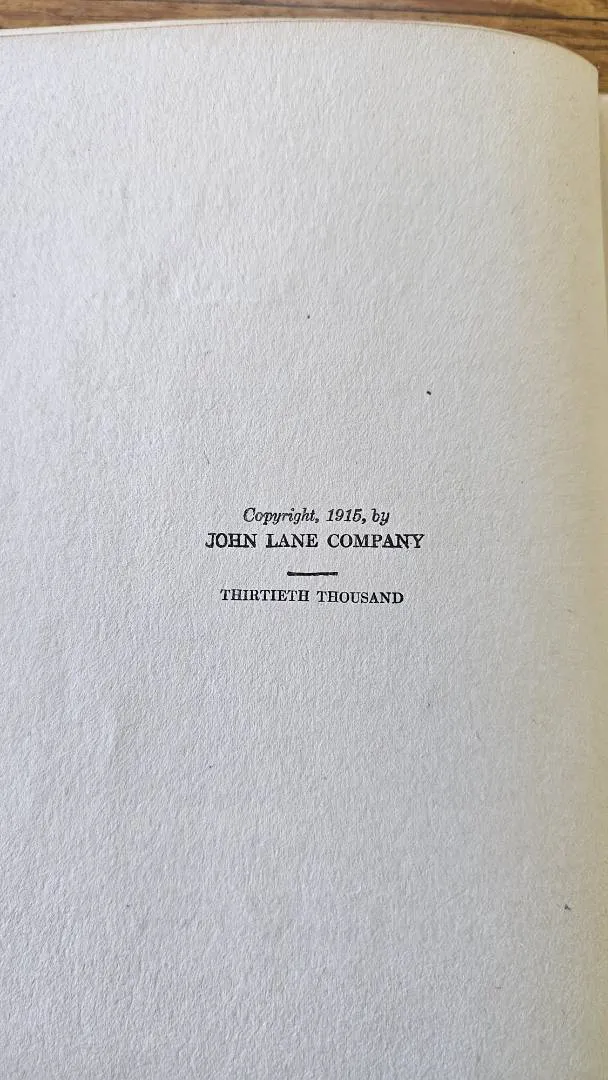 Copyright, 1915, by
JOHN LANE COMPANY
THIRTIETH THOUSAND